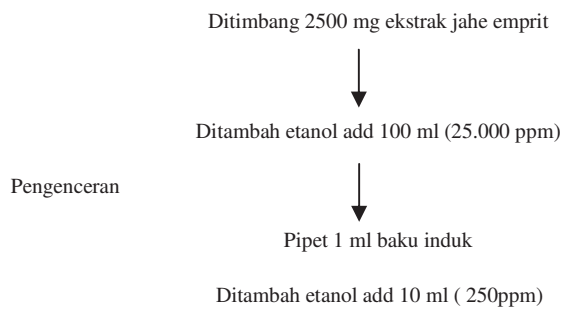 Ditimbang 2500 mg ekstrak jahe emprit
Ditambah etanol add 100 ml (25.000 ppm)
Pengenceran
Pipet 1 ml baku induk
Ditambah etanol add 10 ml ( 250ppm)